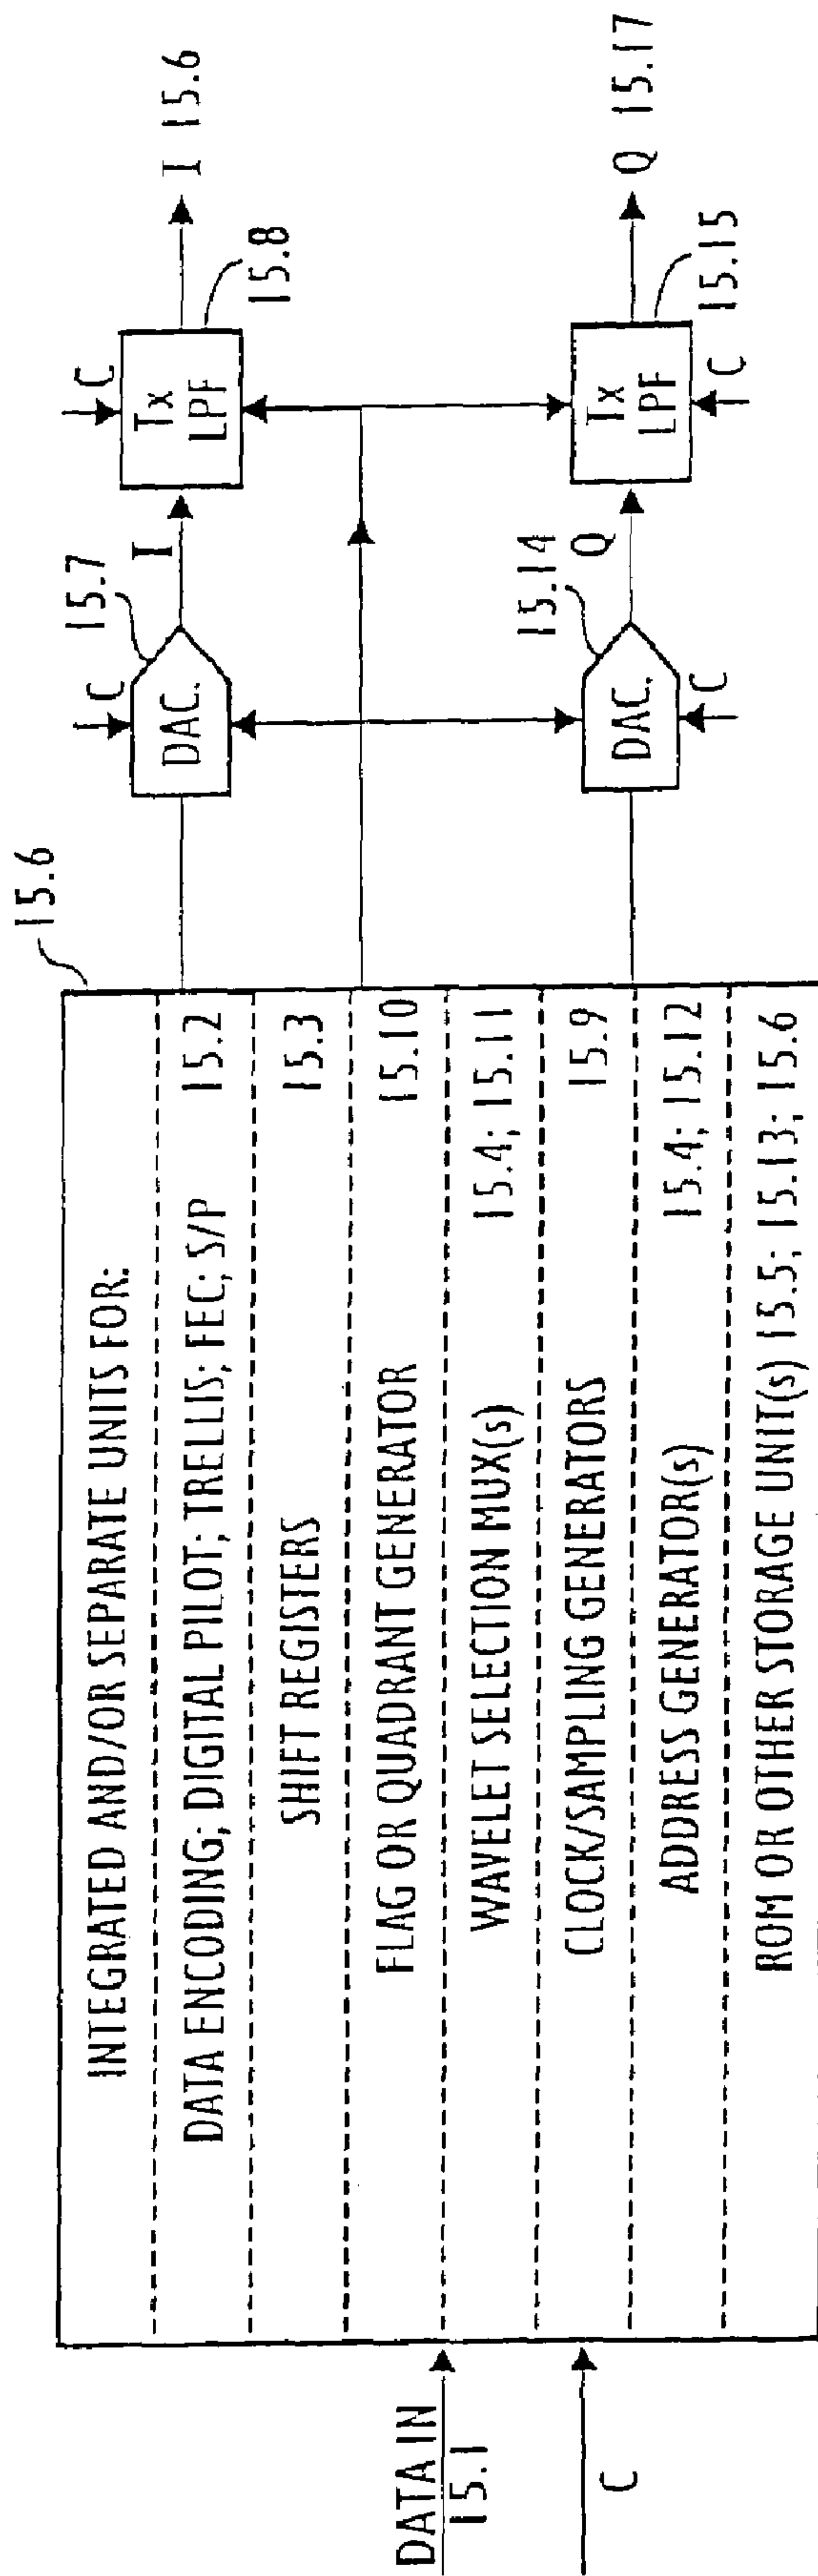 DATA IN
15.1
C
15.6
INTEGRATED AND/OR SEPARATE UNITS FOR:
DATA ENCODING; DIGITAL PILOT; TRELLIS; FEC; S/P 15.2
SHIFT REGISTERS 15.3
FLAG OR QUADRANT GENERATOR 15.10
WAVELET SELECTION MUX(s) 15.4; 15.11
CLOCK/SAMPLING GENERATORS 15.9
ADDRESS GENERATOR(s) 15.4; 15.12
ROM OR OTHER STORAGE UNIT(s) 15.5; 15.13; 15.6
C
15.7
DAC.
I
C
Tx
LPF
15.8
I 15.6
15.14
DAC.
C
Q
Tx
LPF
C
15.15
Q 15.17